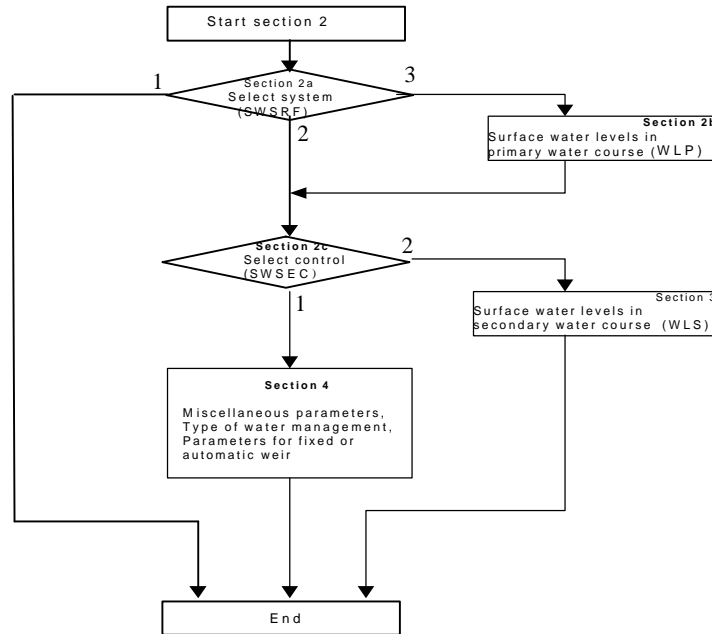 Start section 2
1
3
Section 2a
Select system
(SWSRF)
2
Section 2b
Surface water levels in
primary water course (WLP)
Section 2c
Select control
(SWSEC)
2
1
Section 3
Surface water levels in
secondary water course (WLS)
Section 4
Miscellaneous parameters,
Type of water management,
Parameters for fixed or
automatic weir
End